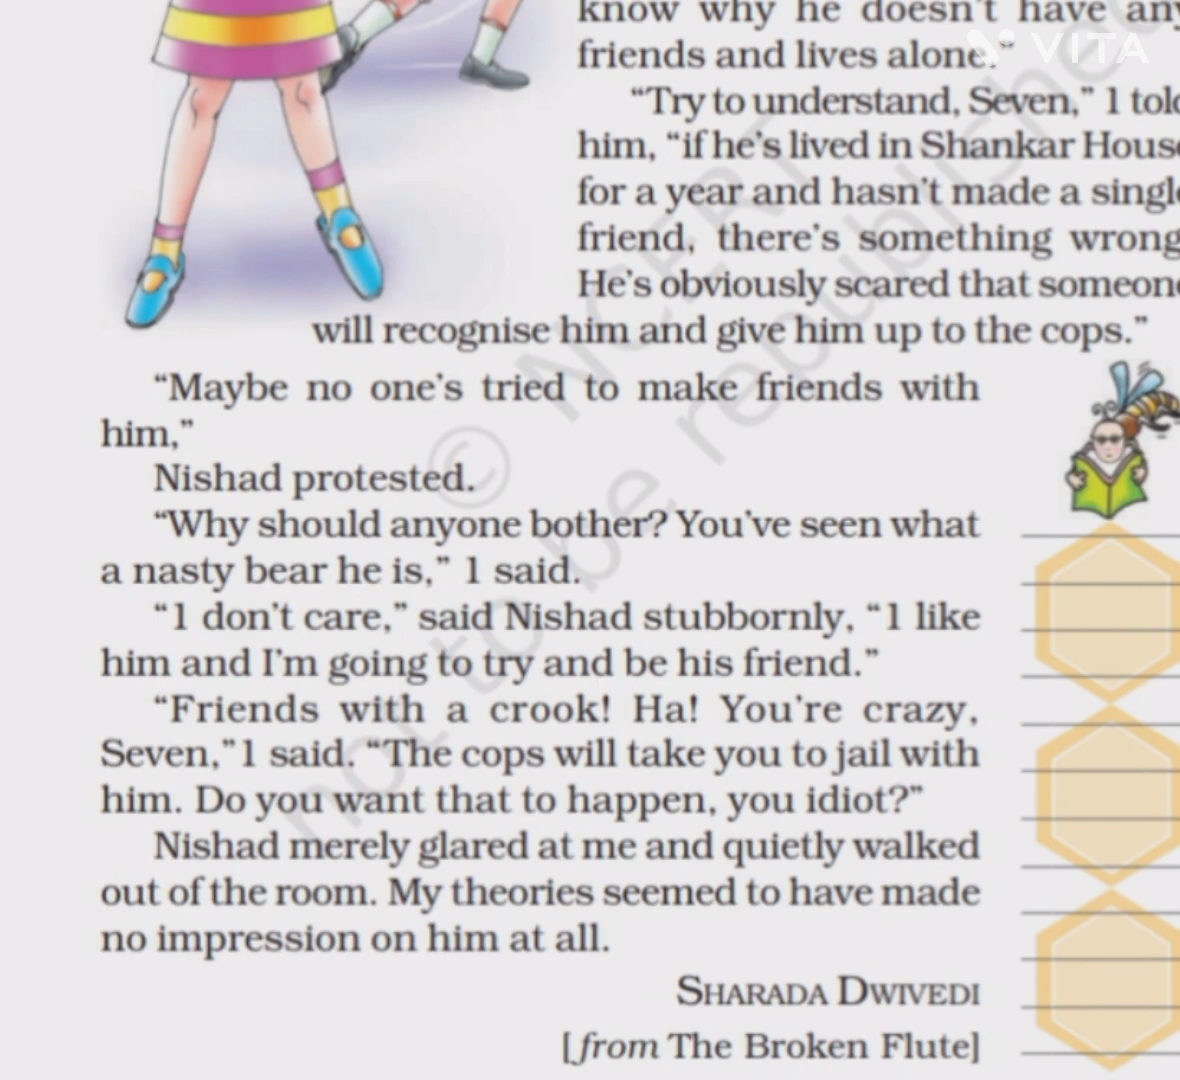 know why he doesn't have any
friends and lives alone."
VITA
"Try to understand, Seven," I told
him, "if he's lived in Shankar House
for a year and hasn't made a single
friend, there's something wrong
He's obviously scared that someone
will recognise him and give him up to the cops."
"Maybe no one's tried to make friends with
him,"
Nishad protested.
"Why should anyone bother? You've seen what
a nasty bear he is," I said.
"I don't care," said Nishad stubbornly, "I like
him and I'm going to try and be his friend."
"Friends with a crook! Ha! You're crazy,
Seven," I said. "The cops will take you to jail with
him. Do you want that to happen, you idiot?"
Nishad merely glared at me and quietly walked
out of the room. My theories seemed to have made
no impression on him at all.
SHARADA DWIVEDI
[from The Broken Flute]
© NCERT
not to be republished